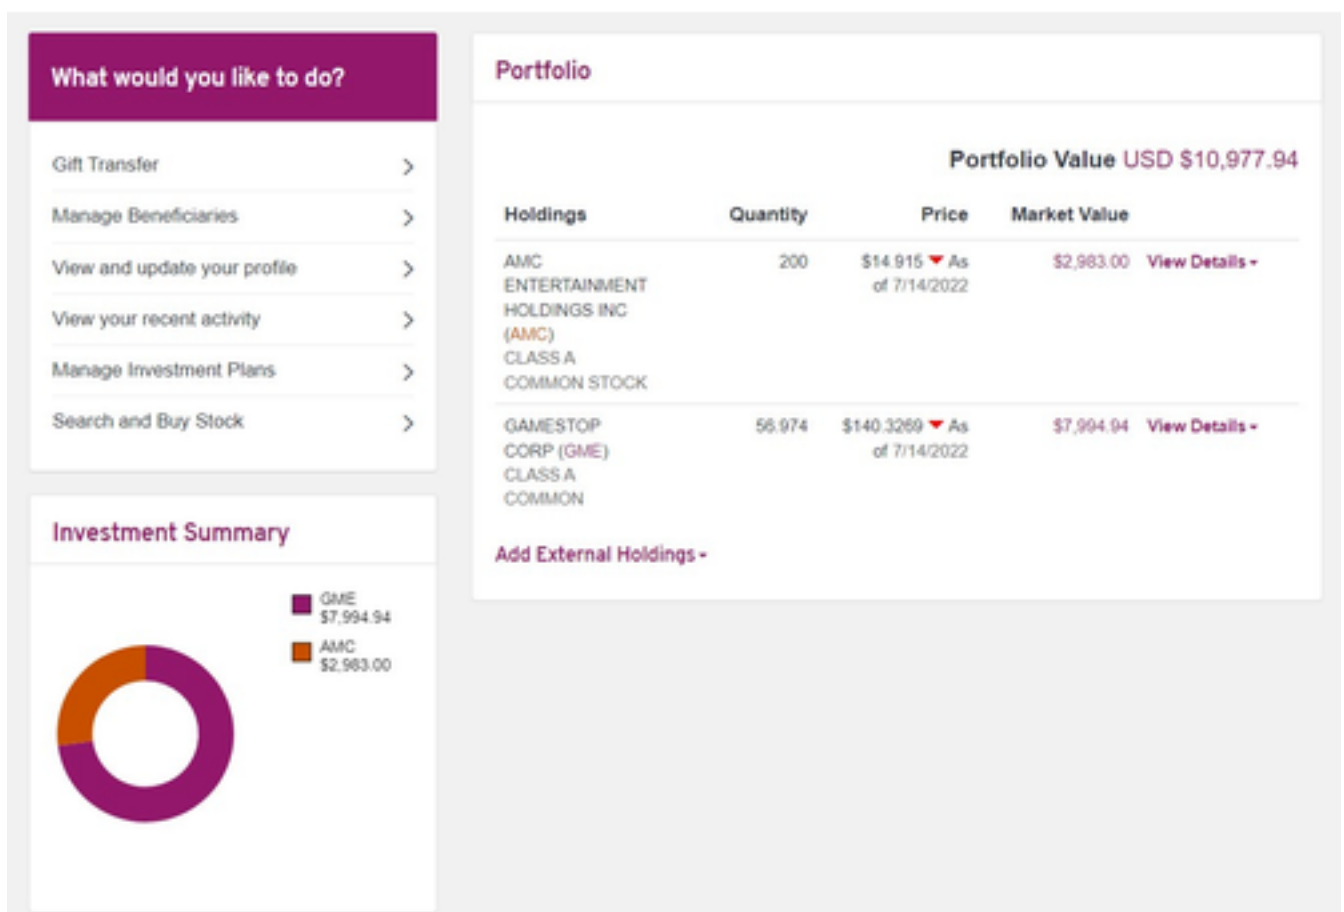 What would you like to do?
Gift Transfer
Manage Beneficiaries
View and update your profile
View your recent activity
Manage Investment Plans
Search and Buy Stock
Investment Summary
GME
$7,994.94
AMC
$2,983.00
Portfolio
Portfolio Value USD $10,977.94
Holdings Quantity Price Market Value
AMC 200 $14.915 As $2,983.00 View Details
ENTERTAINMENT of 7/14/2022
HOLDINGS INC
(AMC)
CLASS A
COMMON STOCK
GAMESTOP 56.974 $140.3269 As $7,994.94 View Details
CORP (GME) of 7/14/2022
CLASS A
COMMON
Add External Holdings